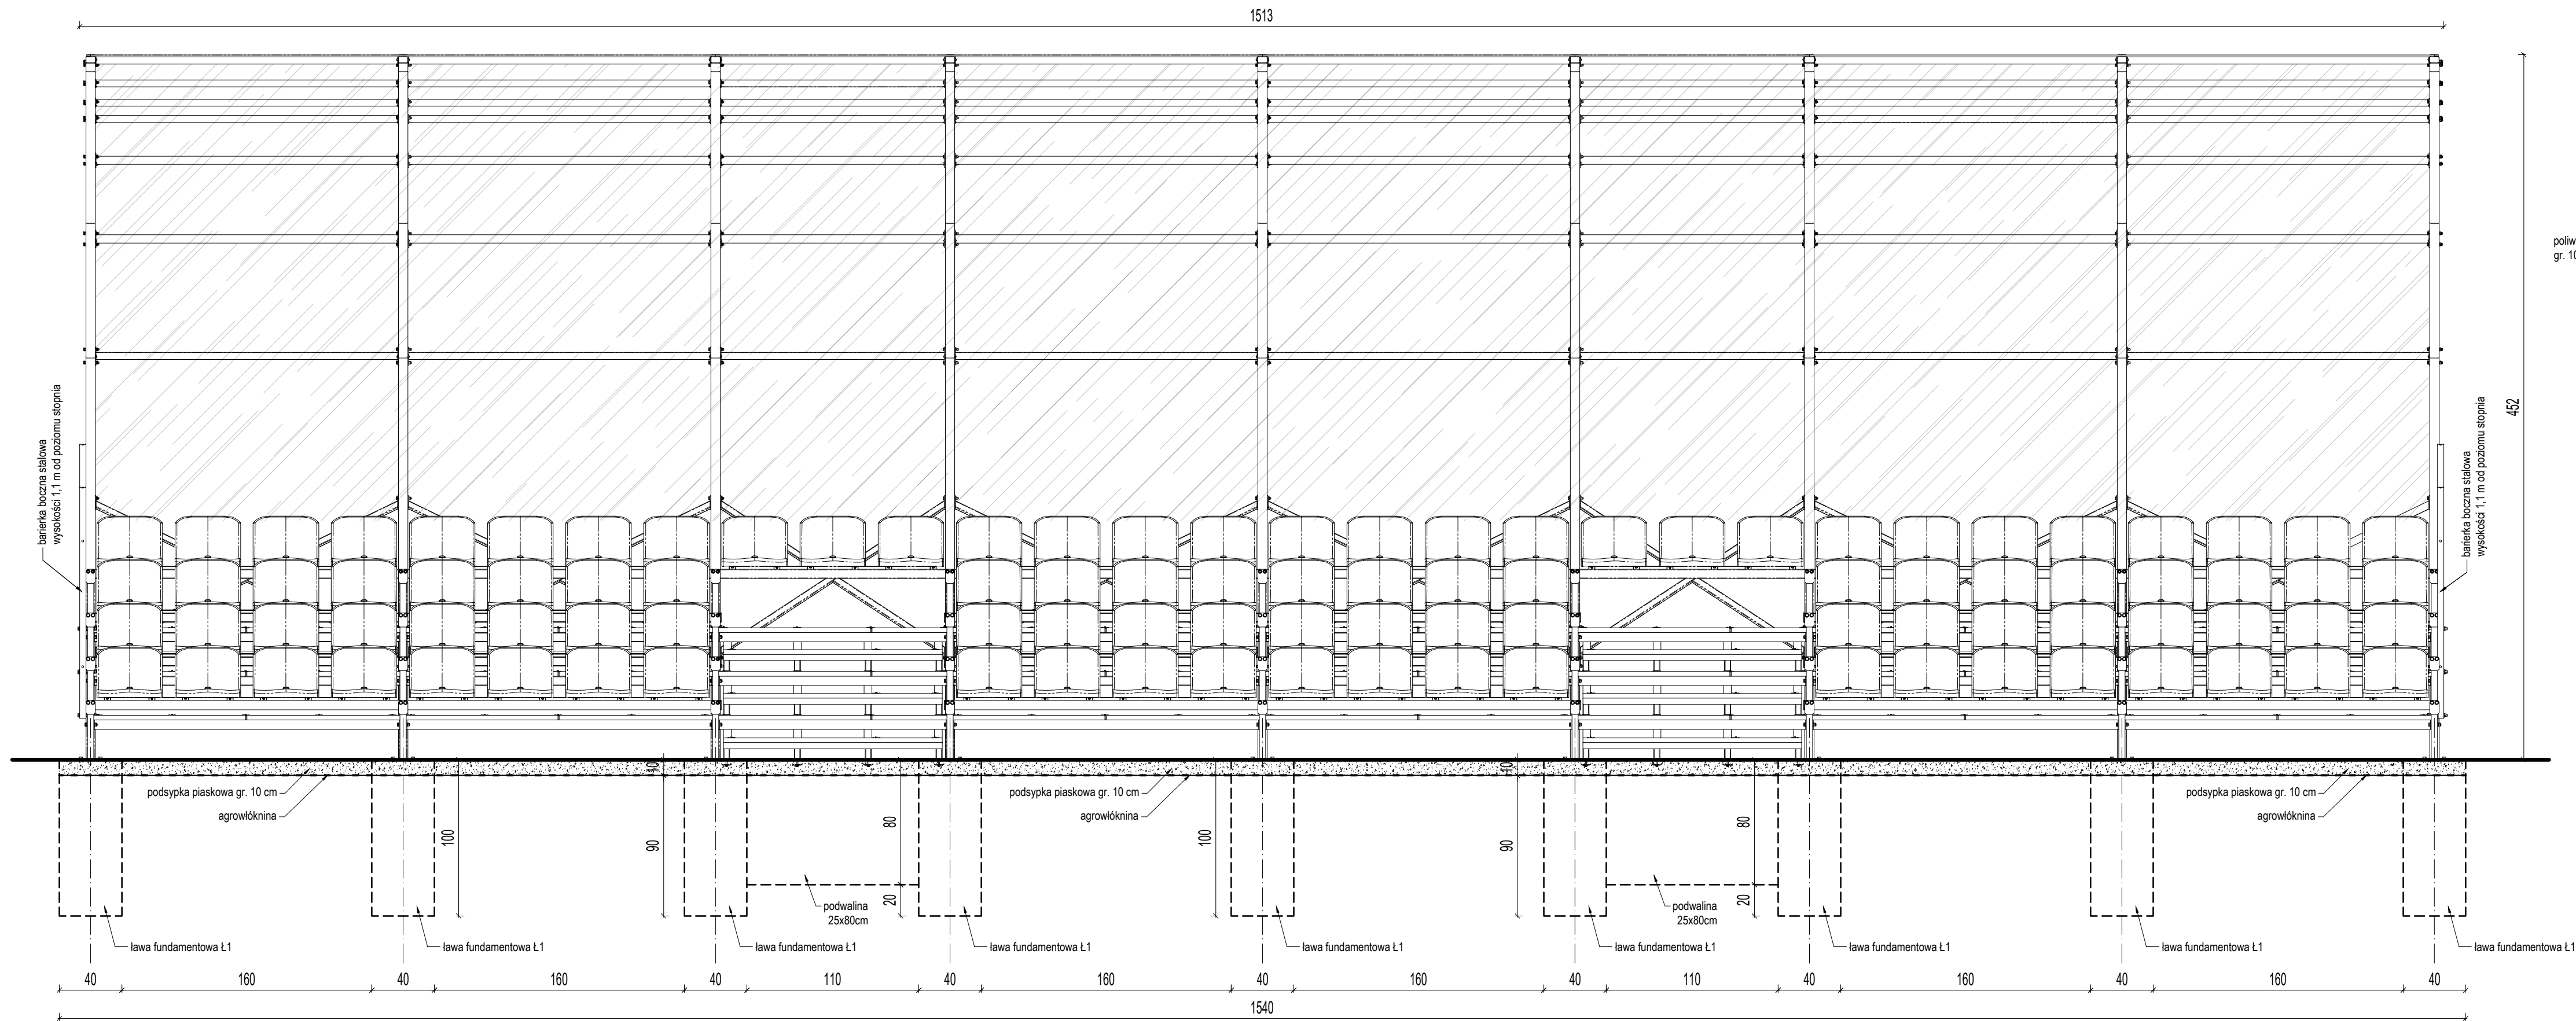 1513
poliw
gr. 10
452
barierka boczna stalowa
wysokości 1,1 m od poziomu stopnia
barierka boczna stalowa
wysokości 1,1 m od poziomu stopnia
10
10
podsypka piaskowa gr. 10 cm
agrowłóknina
podsypka piaskowa gr. 10 cm
agrowłóknina
podsypka piaskowa gr. 10 cm
agrowłóknina
100
90
80
20
100
90
80
20
podwalina
25x80cm
podwalina
25x80cm
ława fundamentowa Ł1
ława fundamentowa Ł1
ława fundamentowa Ł1
ława fundamentowa Ł1
ława fundamentowa Ł1
ława fundamentowa Ł1
ława fundamentowa Ł1
ława fundamentowa Ł1
ława fundamentowa Ł1
40 160 40 160 40 110 40 160 40 160 40 110 40 160 40 160 40
1540